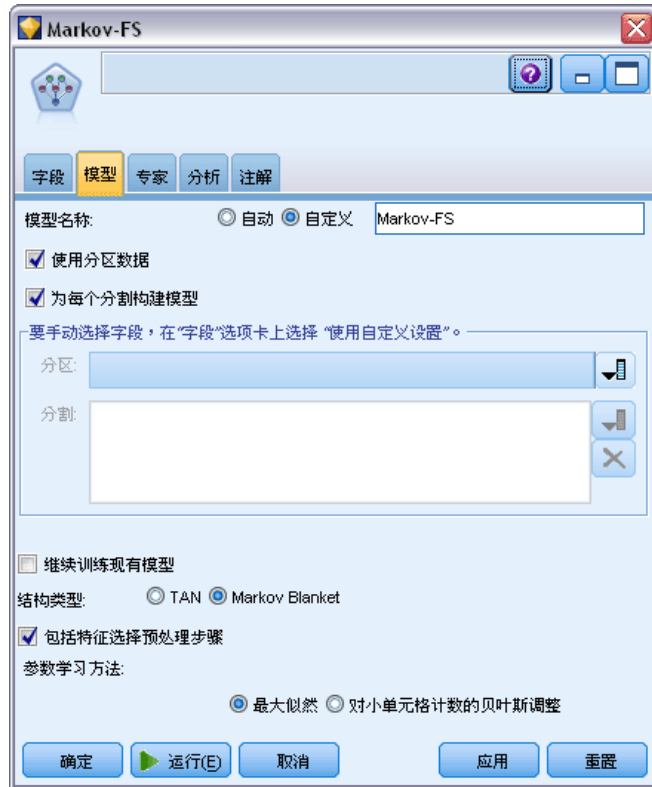 Markov-FS
字段 模型 专家 分析 注解
模型名称: 自动 自定义 Markov-FS
使用分区数据
为每个分割构建模型
要手动选择字段，在“字段”选项卡上选择 “使用自定义设置”。
分区:
分割:
继续训练现有模型
结构类型: TAN Markov Blanket
包括特征选择预处理步骤
参数学习方法:
最大似然 对小单元格计数的贝叶斯调整
确定 运行(E) 取消 应用 重置